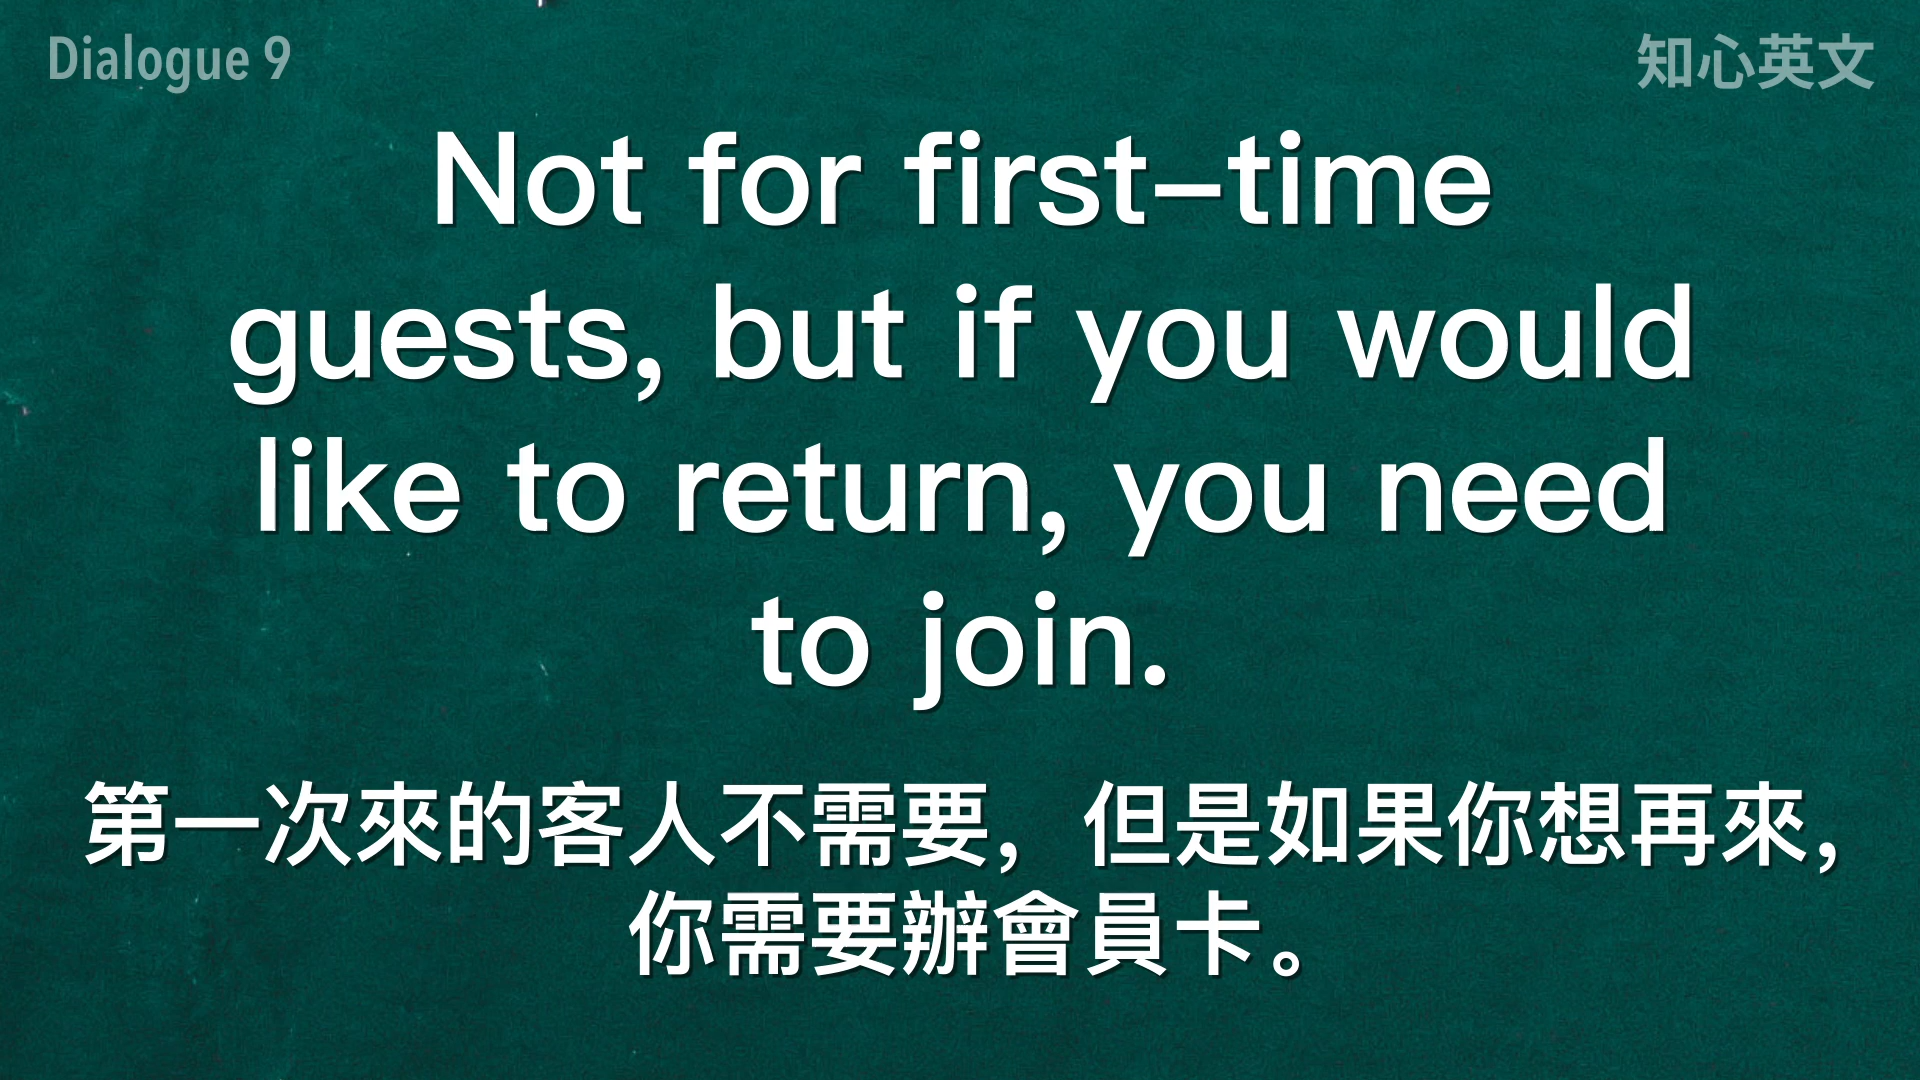 Dialogue 9
知心英文
Not for first-time
guests, but if you would
like to return, you need
to join.
第一次來的客人不需要，但是如果你想再來，
你需要辦會員卡。